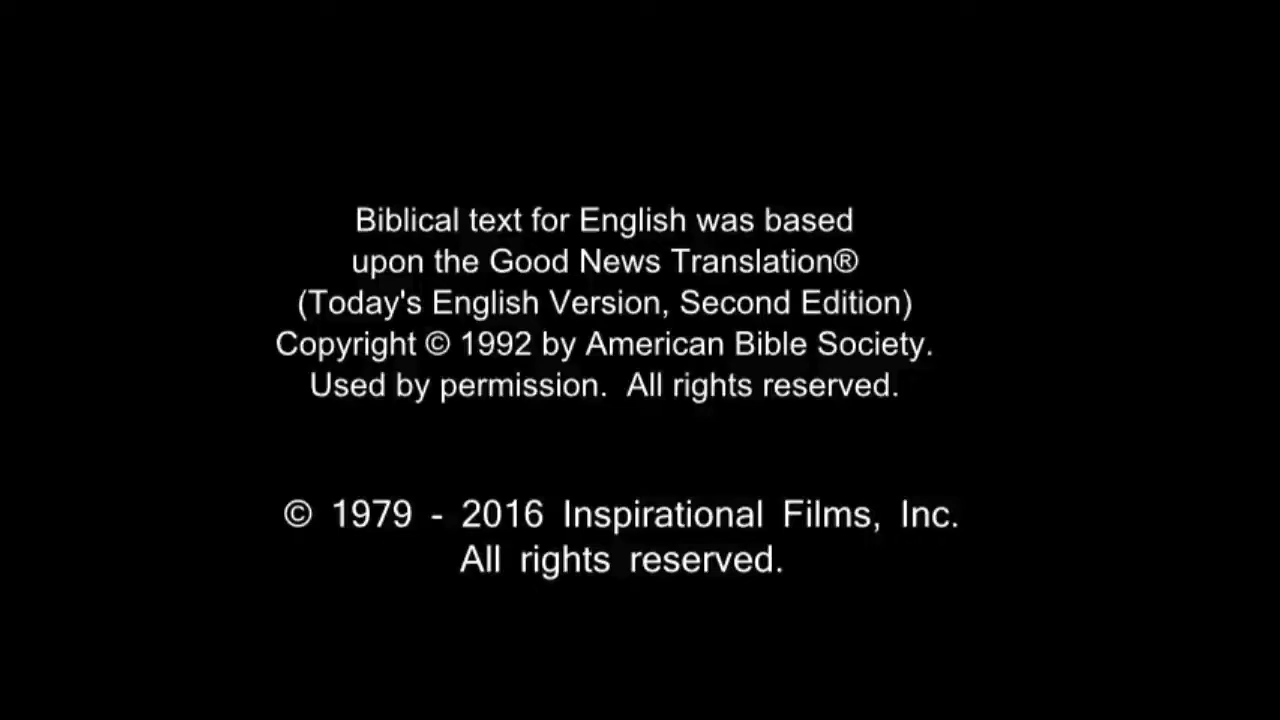 Biblical text for English was based
upon the Good News Translation®
(Today's English Version, Second Edition)
Copyright © 1992 by American Bible Society.
Used by permission. All rights reserved.
© 1979 - 2016 Inspirational Films, Inc.
All rights reserved.